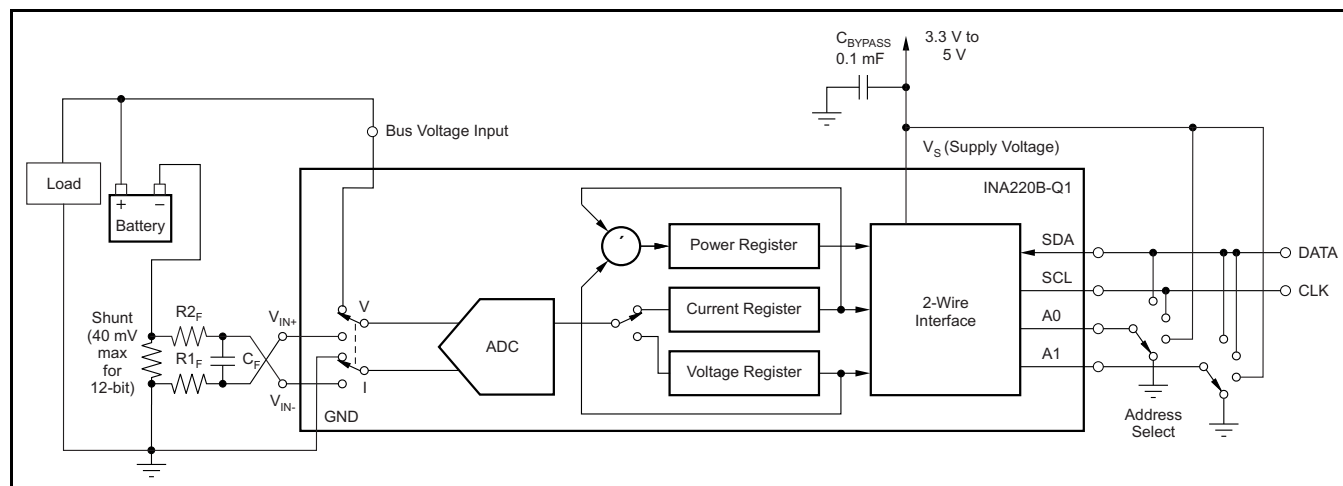 C_BYPASS
0.1 mF
3.3 V to
5 V
Bus Voltage Input
V_S (Supply Voltage)
Load
+
−
Battery
INA220B-Q1
´
Power Register
SDA
DATA
SCL
CLK
Shunt
(40 mV
max
for
12-bit)
R2_F
R1_F
C_F
V_IN+
V_IN-
V
I
GND
ADC
Current Register
Voltage Register
2-Wire
Interface
A0
A1
Address
Select